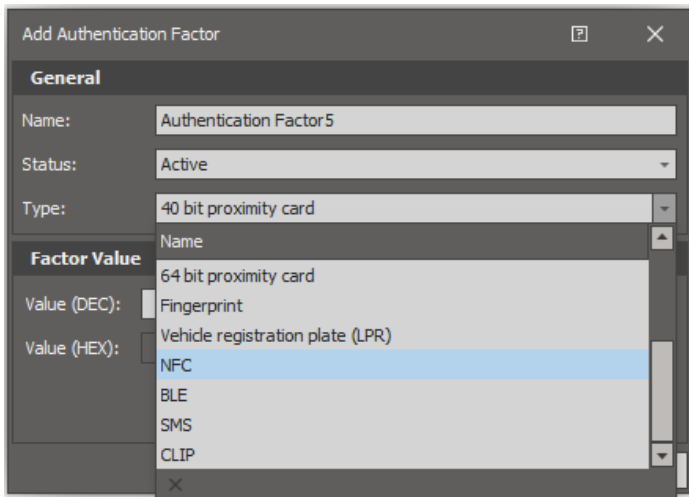 Add Authentication Factor
General
Name: Authentication Factor5
Status: Active
Type: 40 bit proximity card
Name
Factor Value
64 bit proximity card
Value (DEC):
Fingerprint
Vehicle registration plate (LPR)
Value (HEX):
NFC
BLE
SMS
CLIP